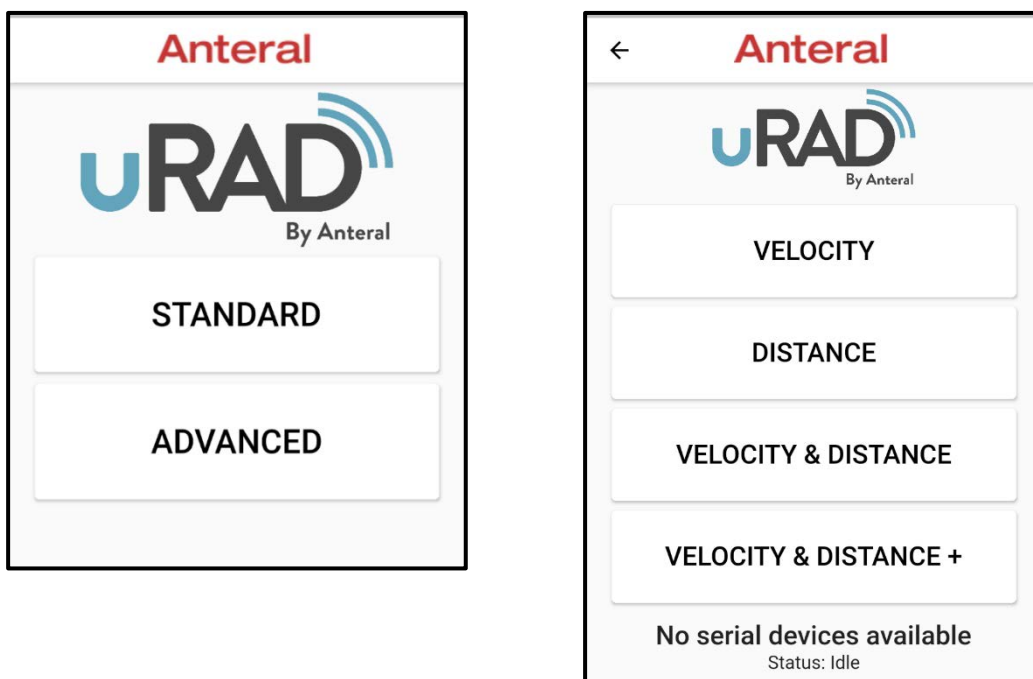 Anteral
uRAD
By Anteral
STANDARD
ADVANCED
Anteral
uRAD
By Anteral
VELOCITY
DISTANCE
VELOCITY & DISTANCE
VELOCITY & DISTANCE +
No serial devices available
Status: Idle